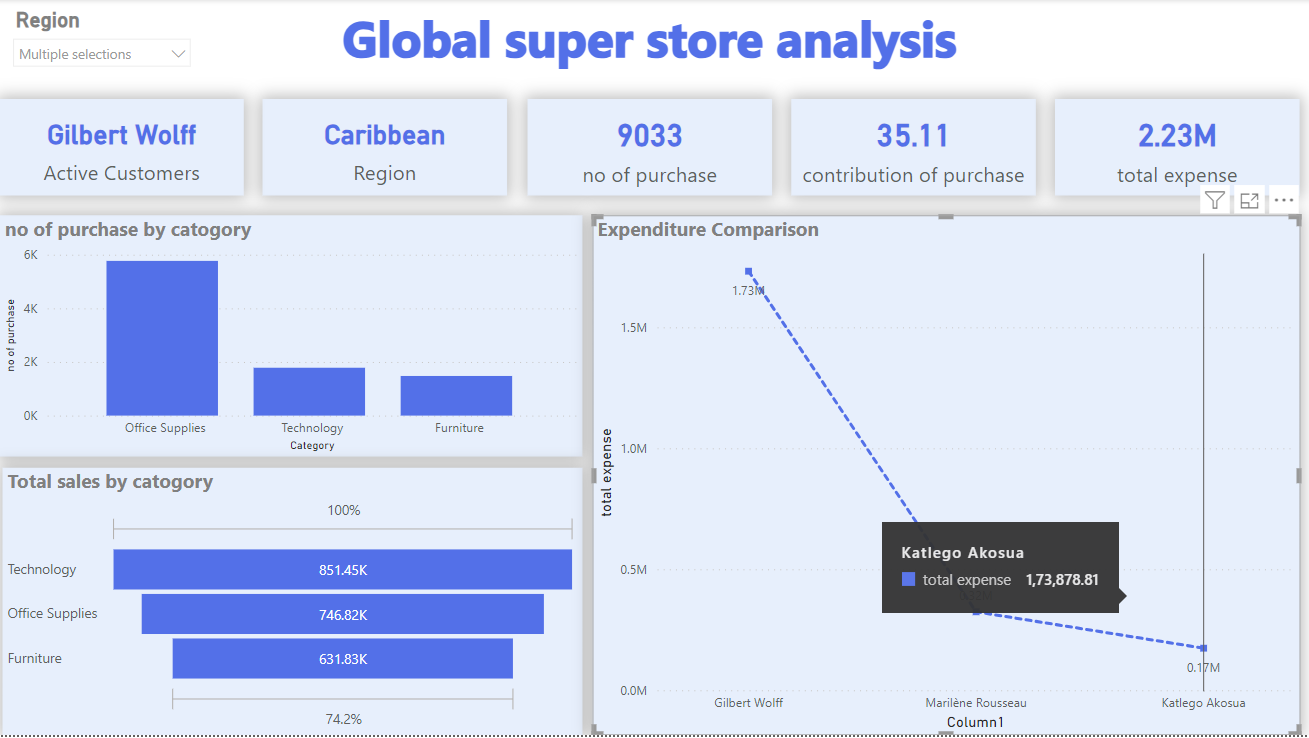 Region
Multiple selections
Global super store analysis
Gilbert Wolff
Active Customers
Caribbean
Region
9033
no of purchase
35.11
contribution of purchase
2.23M
total expense
no of purchase by catogory
6K
4K
2K
0K
no of purchase
Office Supplies
Technology
Furniture
Category
Total sales by catogory
100%
Technology
851.45K
Office Supplies
746.82K
Furniture
631.83K
74.2%
Expenditure Comparison
1.73M
1.5M
1.0M
0.5M
0.0M
total expense
Katlego Akosua
total expense 1,73,878.81
0.17M
Gilbert Wolff
Marilène Rousseau
Katlego Akosua
Column1